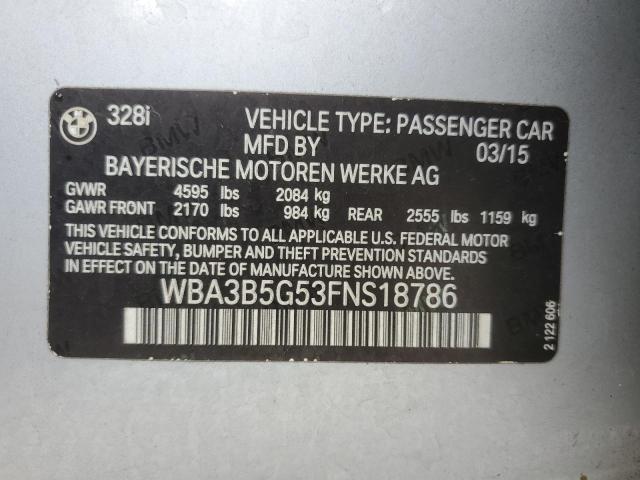 328i VEHICLE TYPE: PASSENGER CAR
MFD BY 03/15
BAYERISCHE MOTOREN WERKE AG
GVWR 4595 lbs 2084 kg
GAWR FRONT 2170 lbs 984 kg REAR 2555 lbs 1159 kg
THIS VEHICLE CONFORMS TO ALL APPLICABLE U.S. FEDERAL MOTOR
VEHICLE SAFETY, BUMPER AND THEFT PREVENTION STANDARDS
IN EFFECT ON THE DATE OF MANUFACTURE SHOWN ABOVE.
WBA3B5G53FNS18786
2 122 606